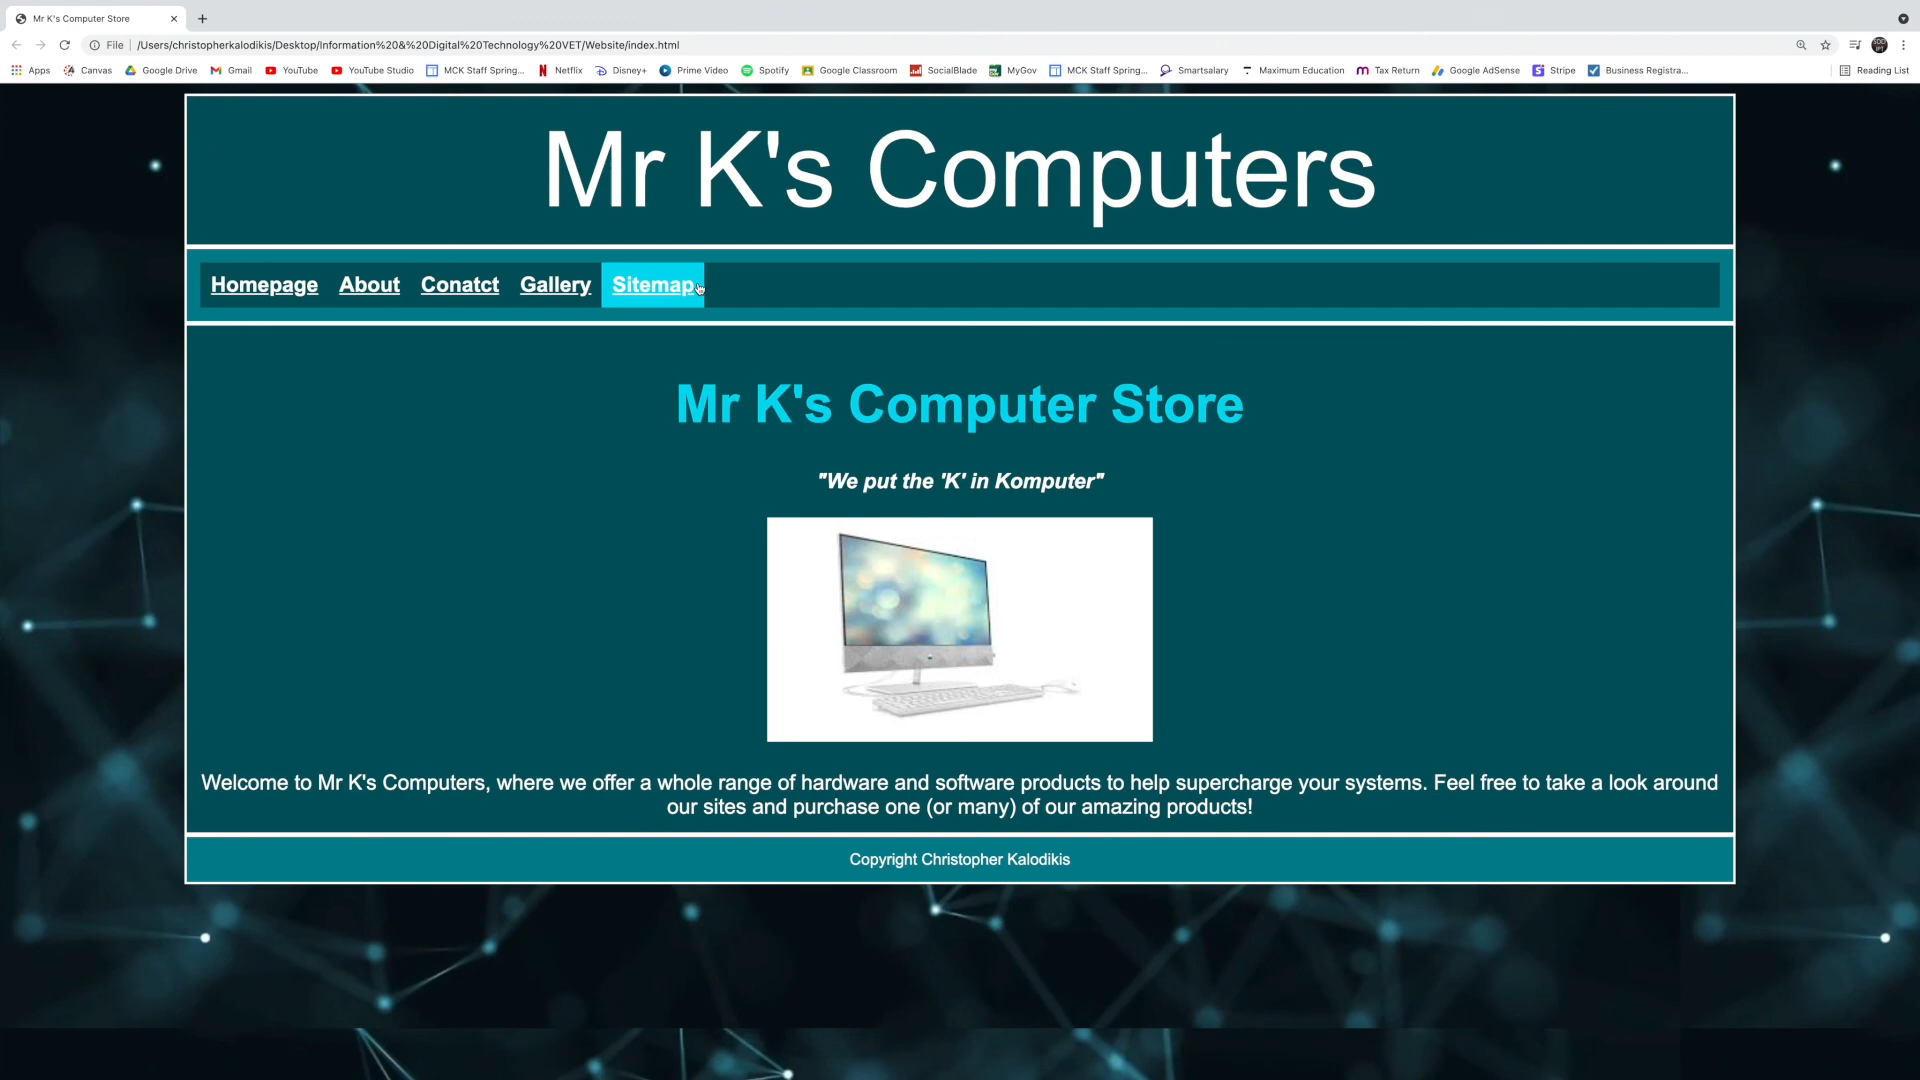 Mr K's Computer Store
File /Users/christopherkalodikis/Desktop/Information%20&%20Digital%20Technology%20VET/Website/index.html
Apps Canvas Google Drive Gmail YouTube YouTube Studio MCK Staff Spring... Netflix Disney+ Prime Video Spotify Google Classroom SocialBlade MyGov MCK Staff Spring... Smartsalary Maximum Education Tax Return Google AdSense Stripe Business Registra... Reading List
Mr K's Computers
Homepage About Conatct Gallery Sitemap
Mr K's Computer Store
"We put the 'K' in Komputer"
Welcome to Mr K's Computers, where we offer a whole range of hardware and software products to help supercharge your systems. Feel free to take a look around
our sites and purchase one (or many) of our amazing products!
Copyright Christopher Kalodikis